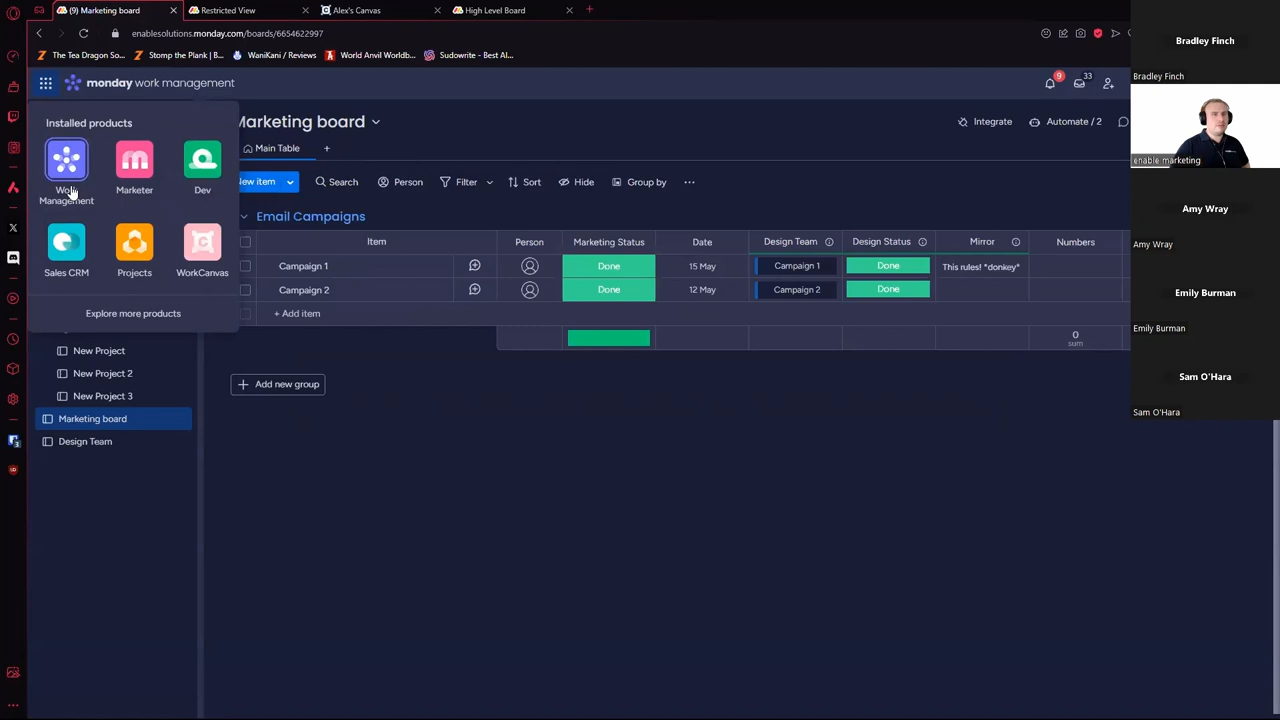 (9) Marketing board
Restricted View
Alex's Canvas
High Level Board
enablesolutions.monday.com/boards/6654622997
The Tea Dragon So...
Stomp the Plank | B...
WaniKani / Reviews
World Anvil Worldb...
Sudowrite - Best AI...
monday work management
9
33
Installed products
Work Management
Marketer
Dev
Sales CRM
Projects
WorkCanvas
Explore more products
New Project
New Project 2
New Project 3
Marketing board
Design Team
Marketing board
Integrate
Automate / 2
Main Table
New item
Search
Person
Filter
Sort
Hide
Group by
Email Campaigns
Item
Person
Marketing Status
Date
Design Team
Design Status
Mirror
Numbers
Campaign 1
Done
15 May
Campaign 1
Done
This rules! *donkey*
Campaign 2
Done
12 May
Campaign 2
Done
+ Add item
0
sum
Add new group
Bradley Finch
Bradley Finch
enable marketing
Amy Wray
Amy Wray
Emily Burman
Emily Burman
Sam O'Hara
Sam O'Hara